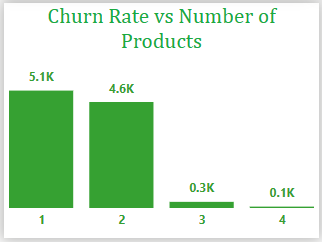 Churn Rate vs Number of
Products
5.1K
4.6K
0.3K
0.1K
1 2 3 4